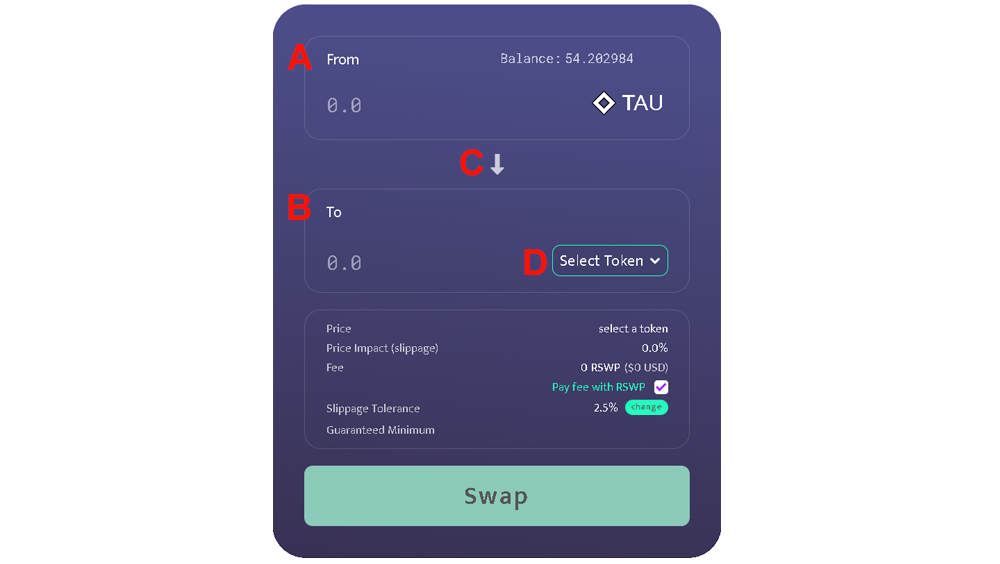 A From Balance: 54.202984
0.0 TAU
C
B To
0.0 D Select Token
Price select a token
Price Impact (slippage) 0.0%
Fee 0 RSWP ($0 USD)
Pay fee with RSWP
Slippage Tolerance 2.5% change
Guaranteed Minimum
Swap